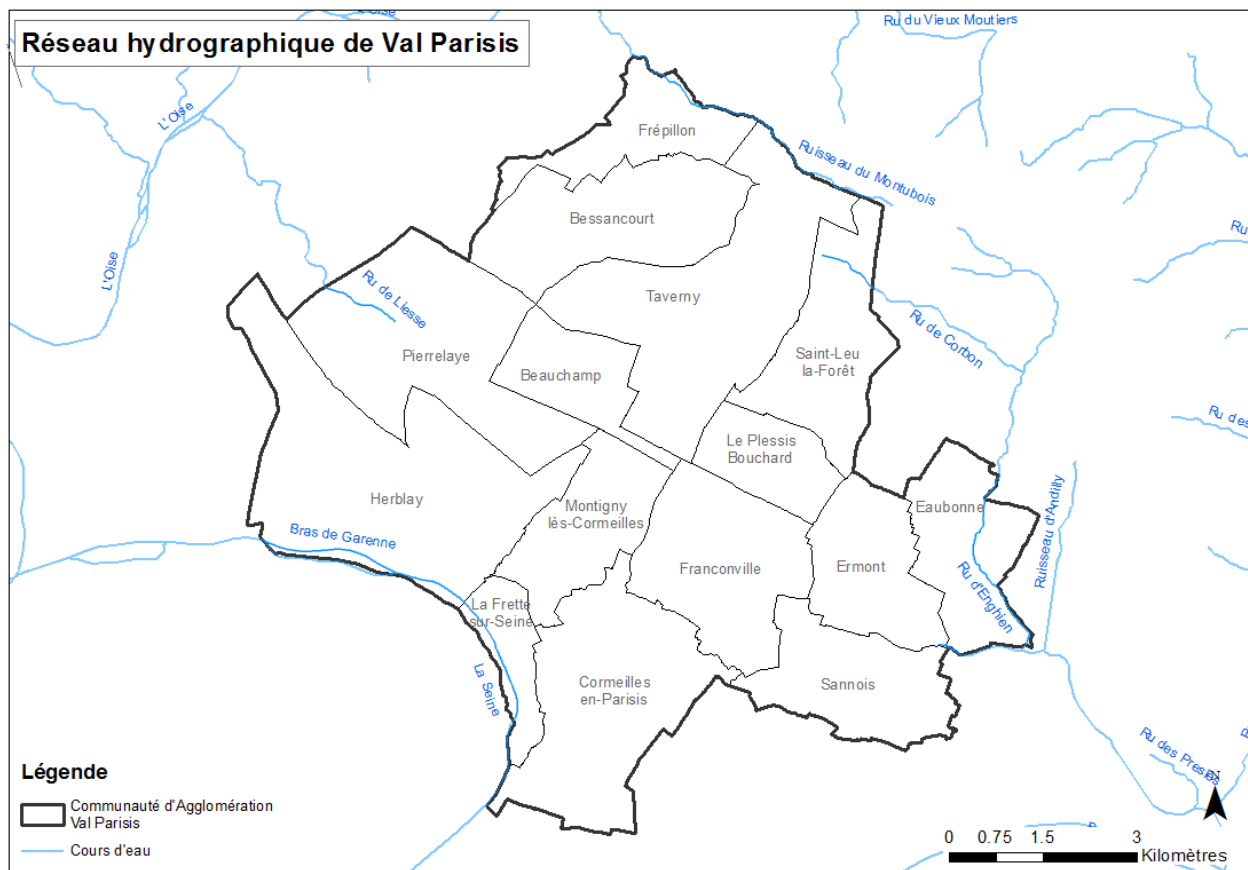 Réseau hydrographique de Val Parisis
Ru du Vieux Moutiers
L'Oise
Frépillon
Ruisseau du Montubois
Bessancourt
L'Oise
Ru
Ru de Liesse
Taverny
Ru de Corbon
Pierrelaye
Beauchamp
Saint-Leu
la-Forêt
Ru des
Le Plessis
Bouchard
Herblay
Montigny
lès-Cormeilles
Eaubonne
Ruisseau d'Andilly
Bras de Garenne
Franconville
Ermont
Ru d'Enghien
La Frette
sur-Seine
La Seine
Cormeilles
en-Parisis
Sannois
Ru des Presles
Légende
Communauté d'Agglomération
Val Parisis
Cours d'eau
N
0 0.75 1.5 3
Kilomètres